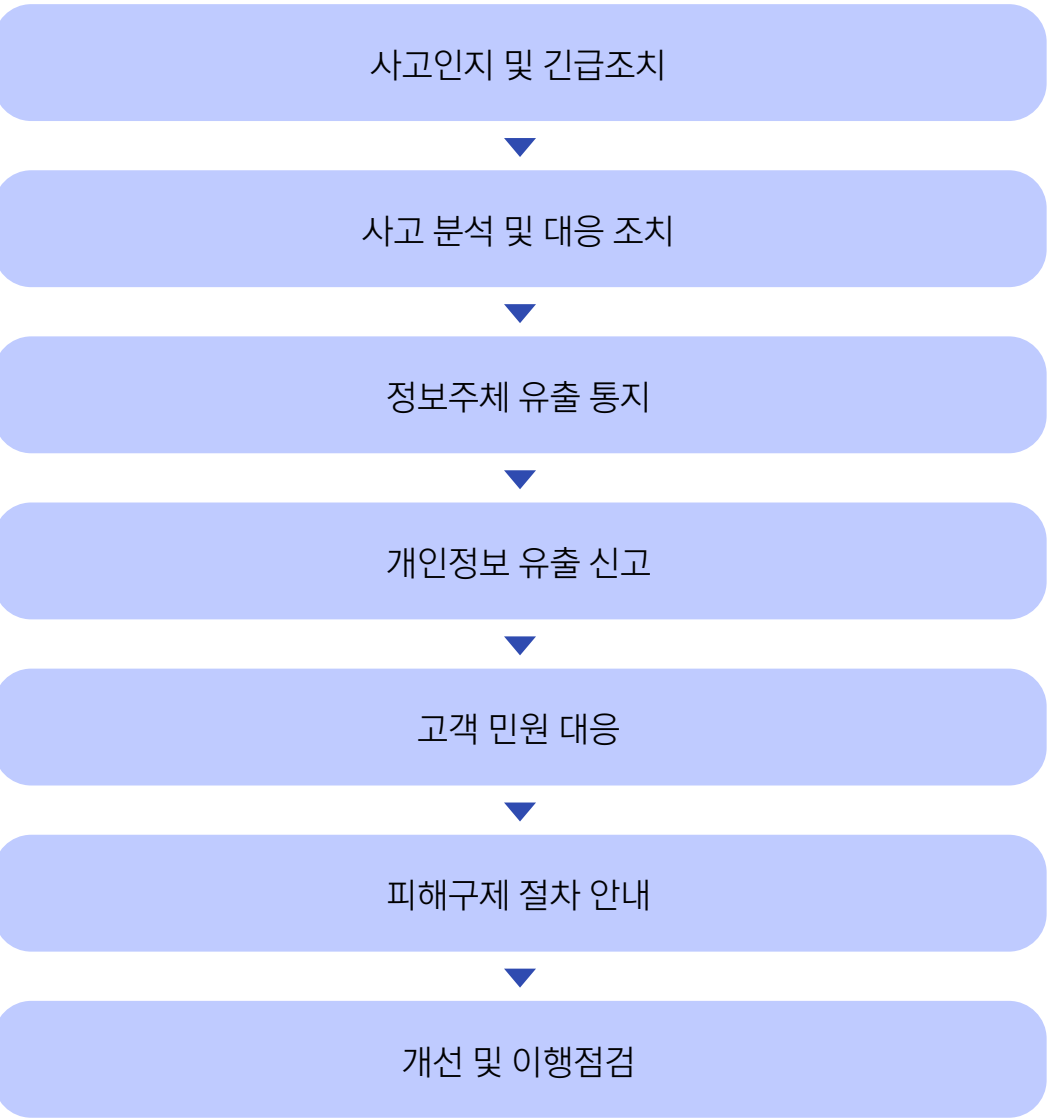 사고인지 및 긴급조치
사고 분석 및 대응 조치
정보주체 유출 통지
개인정보 유출 신고
고객 민원 대응
피해구제 절차 안내
개선 및 이행점검